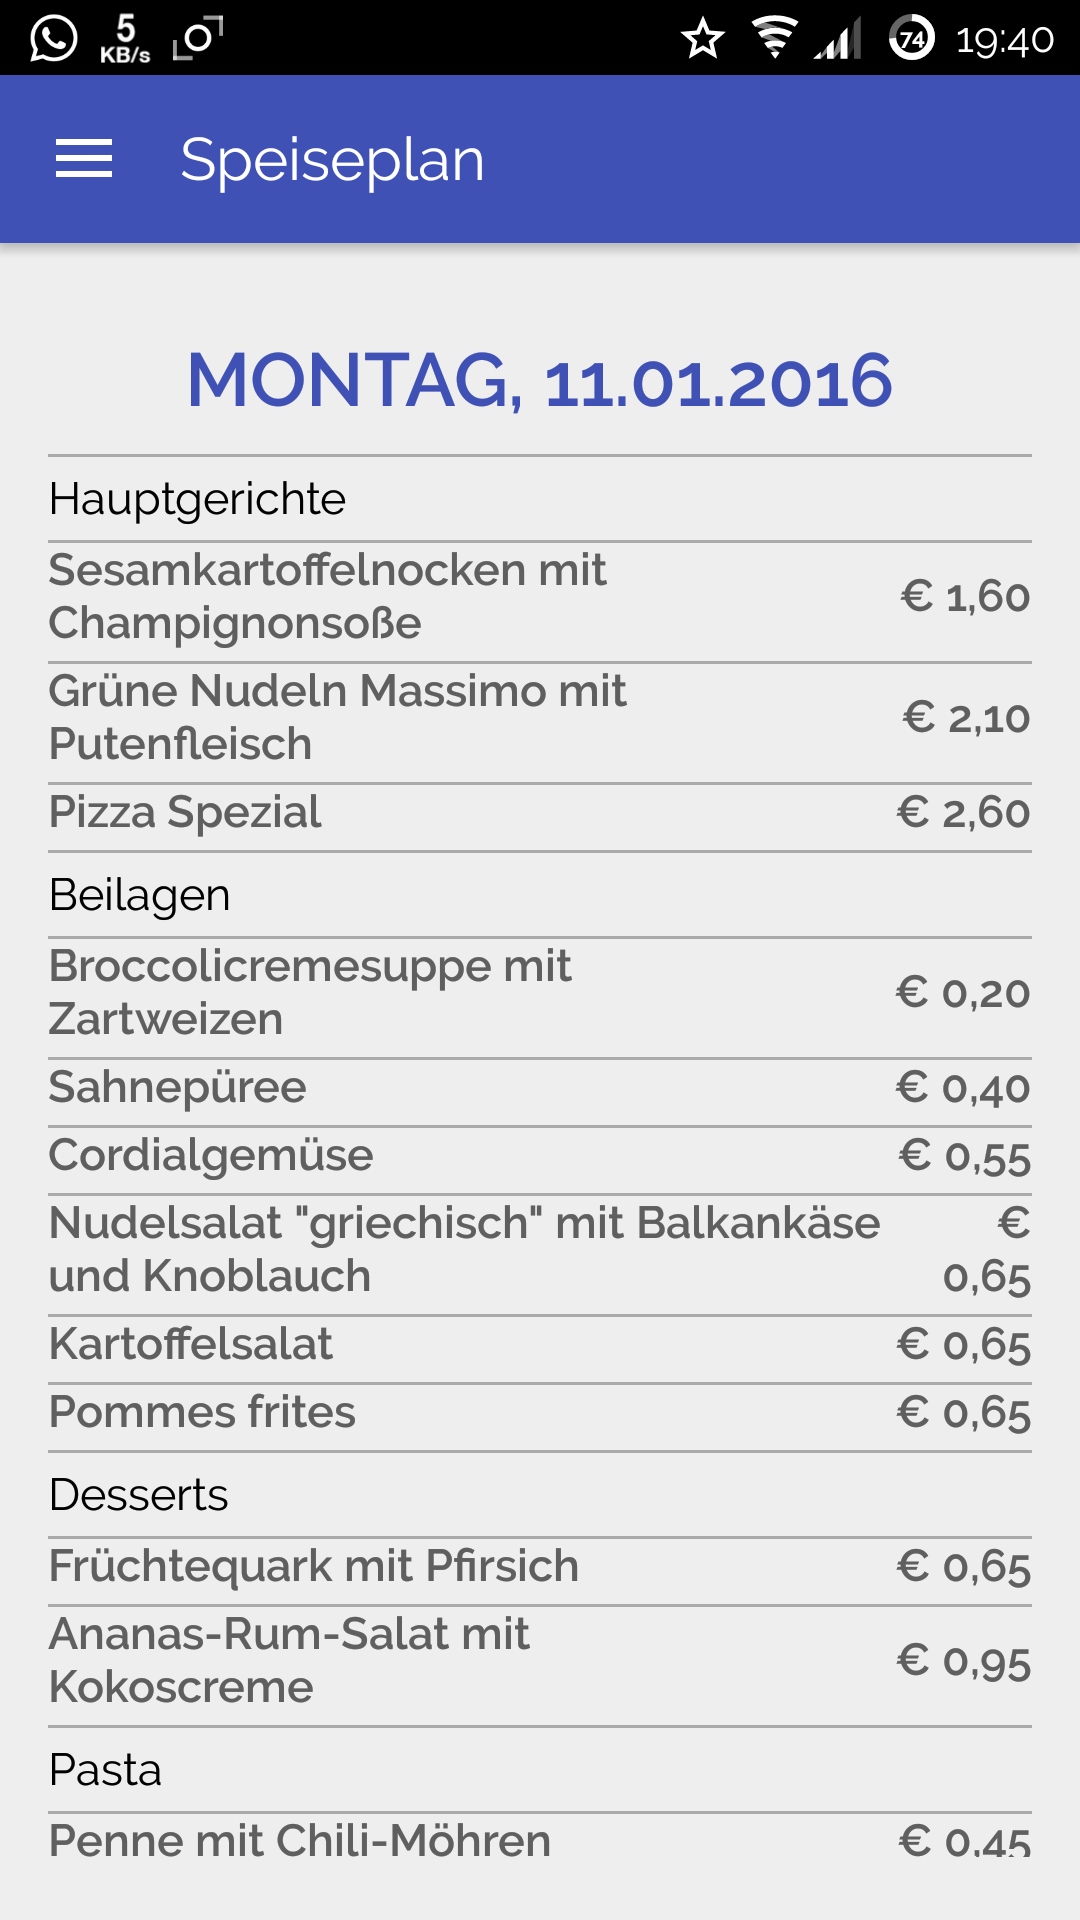 5
KB/s
74
19:40
Speiseplan
MONTAG, 11.01.2016
Hauptgerichte
Sesamkartoffelnocken mit
Champignonsoße
€ 1,60
Grüne Nudeln Massimo mit
Putenfleisch
€ 2,10
Pizza Spezial € 2,60
Beilagen
Broccolicremesuppe mit
Zartweizen
€ 0,20
Sahnepüree € 0,40
Cordialgemüse € 0,55
Nudelsalat "griechisch" mit Balkankäse €
und Knoblauch 0,65
Kartoffelsalat € 0,65
Pommes frites € 0,65
Desserts
Früchtequark mit Pfirsich € 0,65
Ananas-Rum-Salat mit
Kokoscreme
€ 0,95
Pasta
Penne mit Chili-Möhren € 0,45